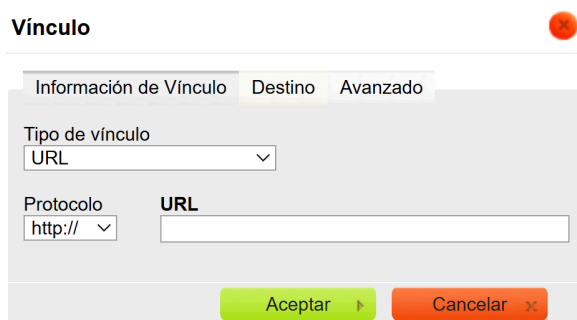 Vínculo
Información de Vínculo Destino Avanzado
Tipo de vínculo
URL
Protocolo URL
http://
Aceptar Cancelar